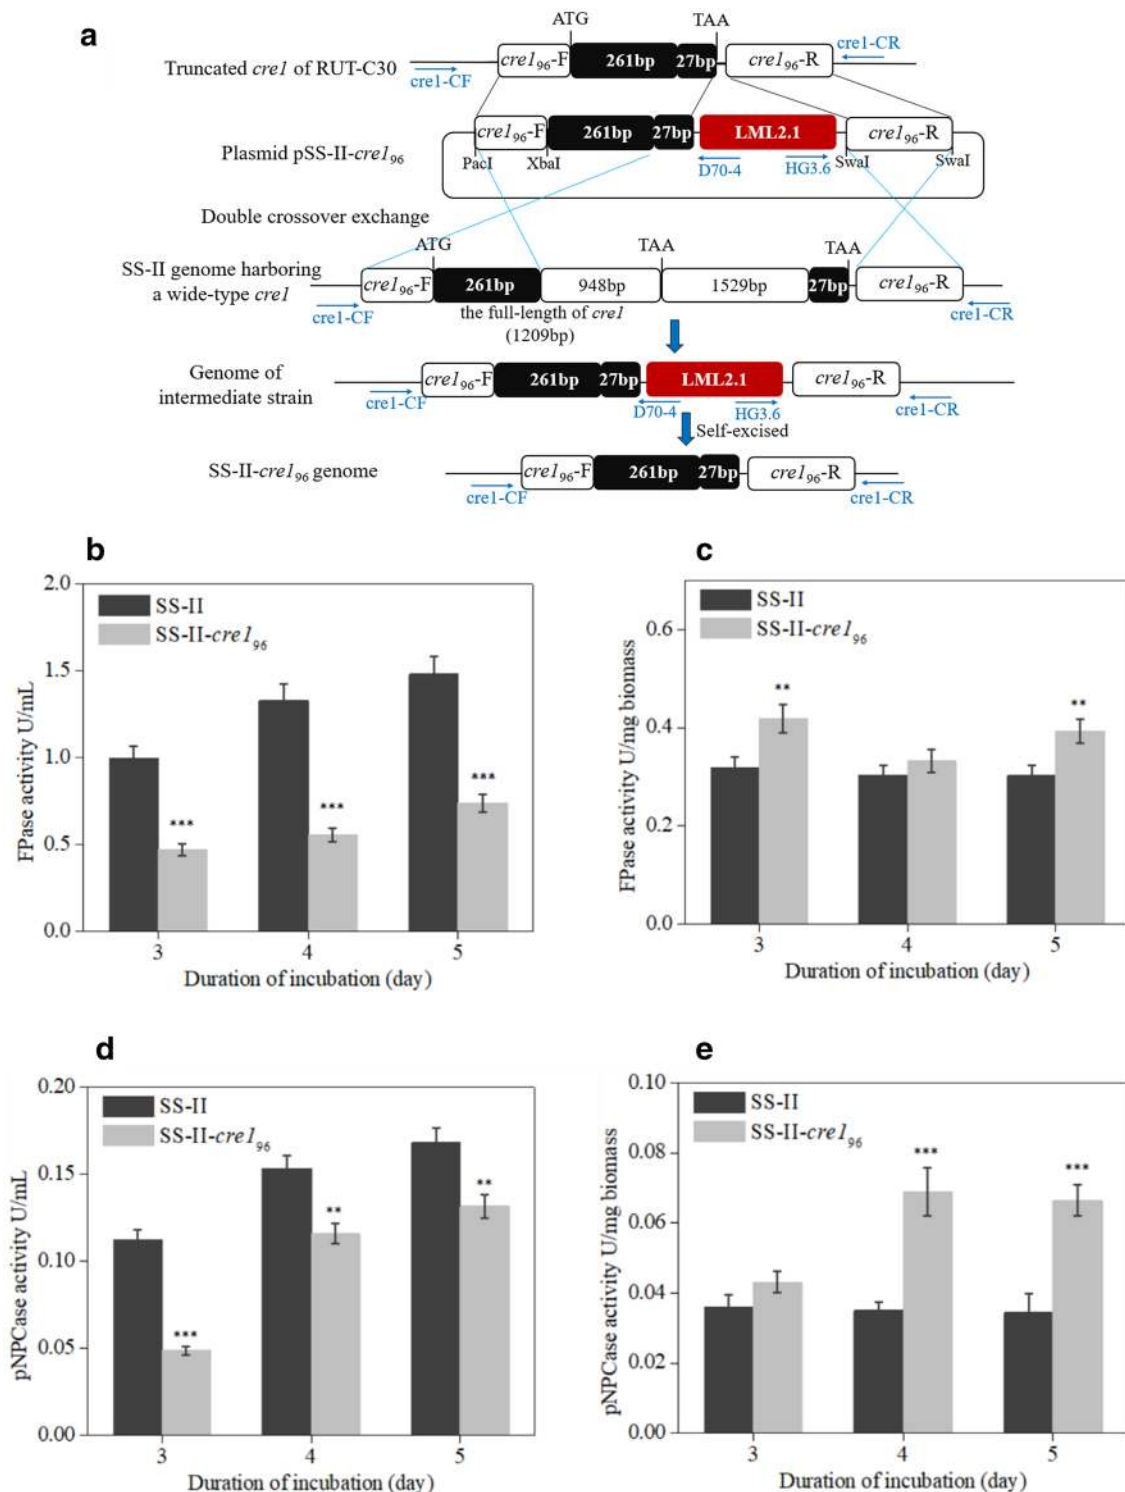 a
ATG
TAA
Truncated cre1 of RUT-C30
cre1-CF
cre1₉₆-F
261bp
27bp
cre1₉₆-R
cre1-CR
Plasmid pSS-II-cre1₉₆
cre1₉₆-F
261bp
27bp
LML2.1
cre1₉₆-R
PacI
XbaI
D70-4
HG3.6
SwaI
SwaI
Double crossover exchange
ATG
TAA
TAA
SS-II genome harboring
a wide-type cre1
cre1₉₆-F
261bp
948bp
1529bp
27bp
cre1₉₆-R
cre1-CF
the full-length of cre1
(1209bp)
cre1-CR
Genome of
intermediate strain
cre1₉₆-F
261bp
27bp
LML2.1
cre1₉₆-R
cre1-CF
D70-4
HG3.6
cre1-CR
Self-excised
SS-II-cre1₉₆ genome
cre1₉₆-F
261bp
27bp
cre1₉₆-R
cre1-CF
cre1-CR
b
2.0
1.5
1.0
0.5
0.0
FPase activity U/mL
SS-II
SS-II-cre1₉₆
***
***
***
3 4 5
Duration of incubation (day)
c
0.6
0.4
0.2
0.0
FPase activity U/mg biomass
SS-II
SS-II-cre1₉₆
**
**
3 4 5
Duration of incubation (day)
d
0.20
0.15
0.10
0.05
0.00
pNPCase activity U/mL
SS-II
SS-II-cre1₉₆
***
**
**
3 4 5
Duration of incubation (day)
e
0.10
0.08
0.06
0.04
0.02
0.00
pNPCase activity U/mg biomass
SS-II
SS-II-cre1₉₆
***
***
3 4 5
Duration of incubation (day)